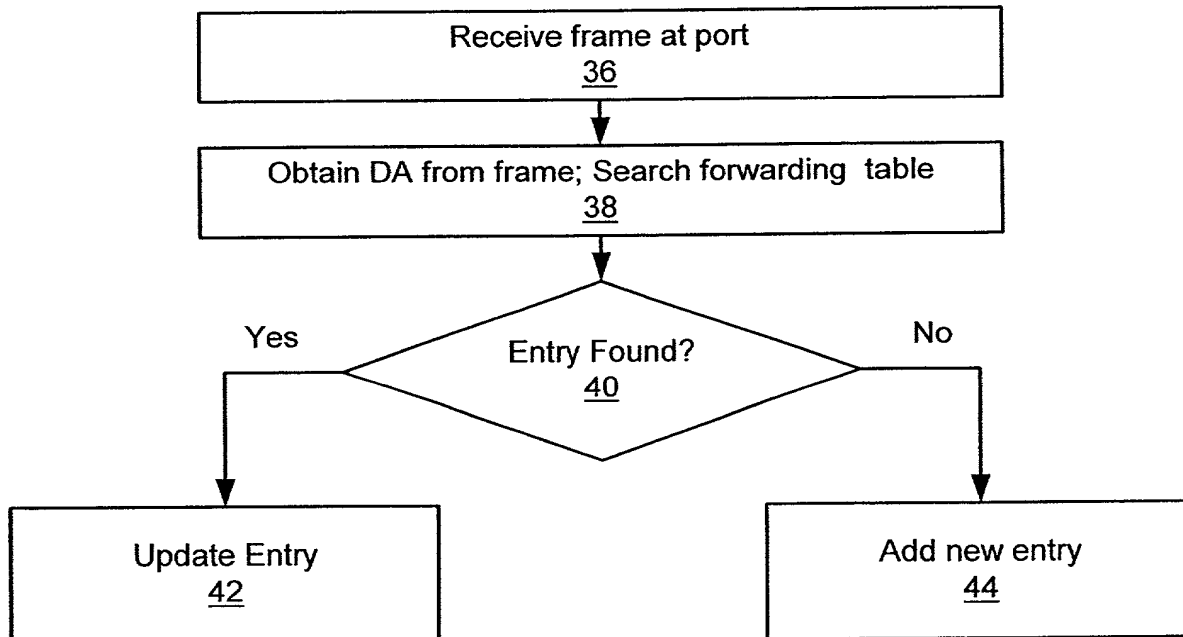 Receive frame at port
36
Obtain DA from frame; Search forwarding table
38
Yes
No
Entry Found?
40
Update Entry
42
Add new entry
44